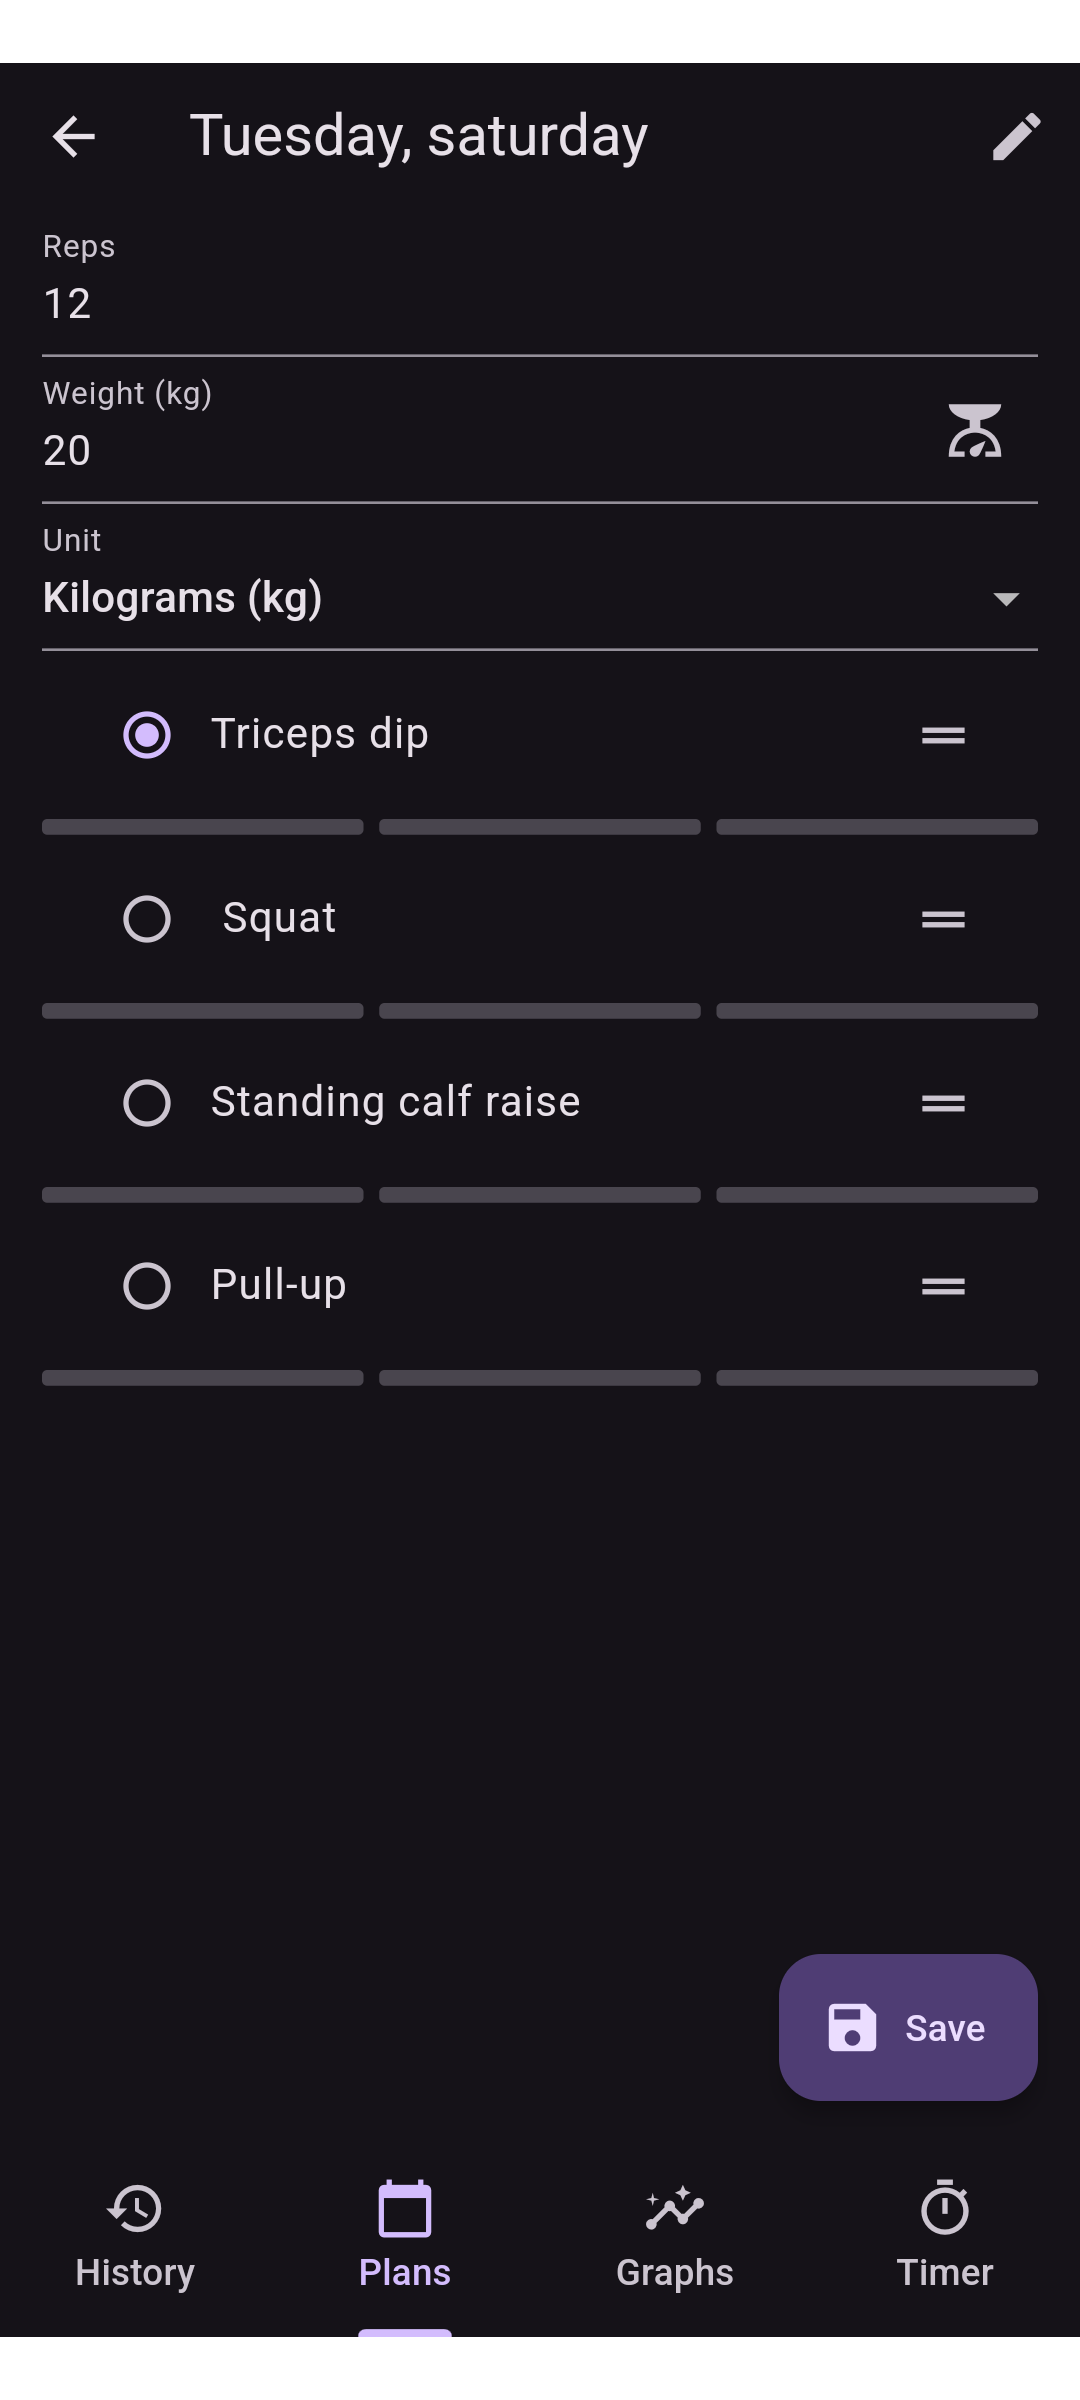 Tuesday, saturday
Reps
12
Weight (kg)
20
Unit
Kilograms (kg)
Triceps dip
Squat
Standing calf raise
Pull-up
Save
History
Plans
Graphs
Timer